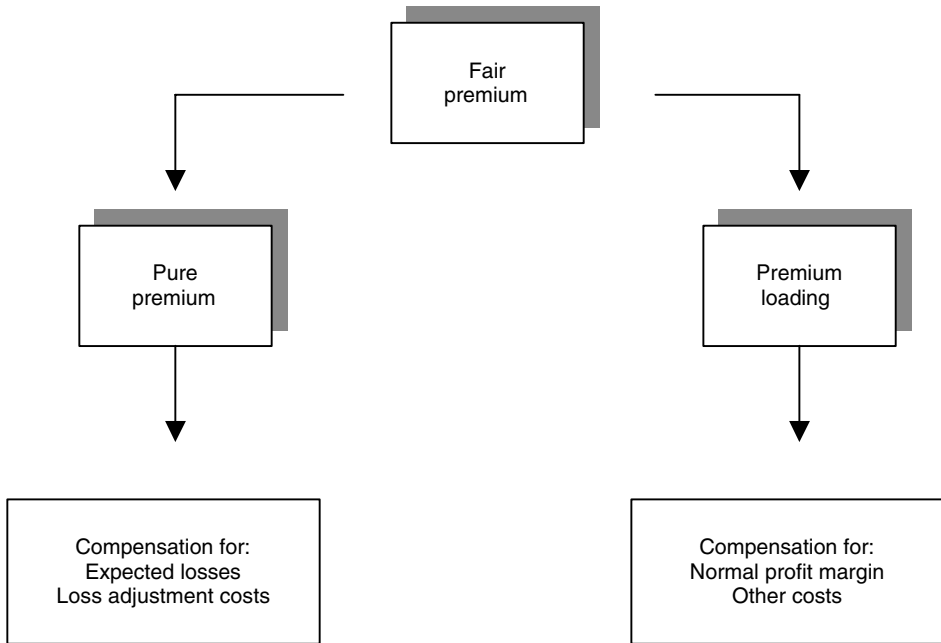 Fair
premium
Pure
premium
Premium
loading
Compensation for:
Expected losses
Loss adjustment costs
Compensation for:
Normal profit margin
Other costs